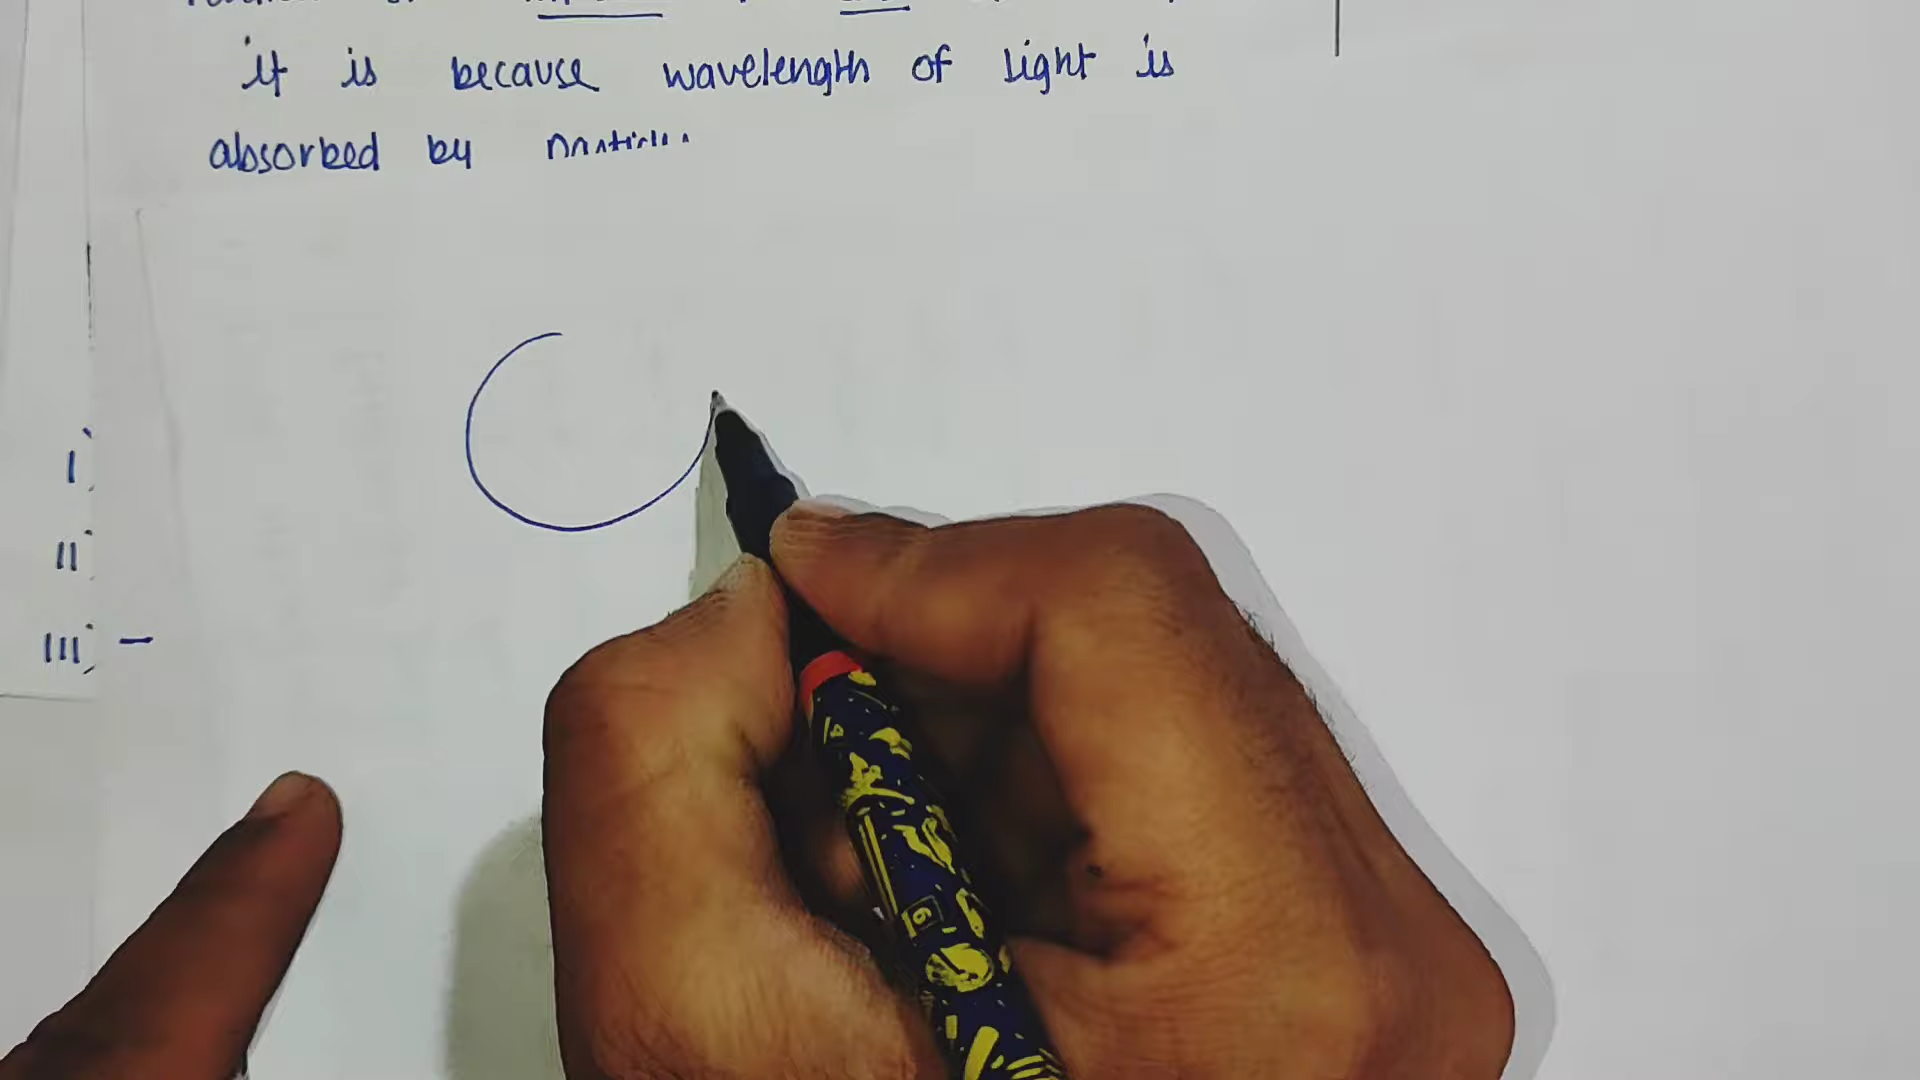 it is because wavelength of light is
absorbed by
i)
ii)
iii) –